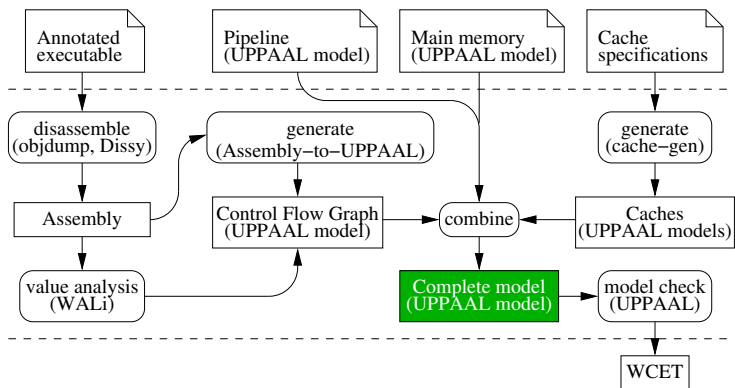 Annotated
executable
Pipeline
(UPPAAL model)
Main memory
(UPPAAL model)
Cache
specifications
disassemble
(objdump, Dissy)
generate
(Assembly−to−UPPAAL)
generate
(cache−gen)
Assembly
Control Flow Graph
(UPPAAL model)
combine
Caches
(UPPAAL models)
value analysis
(WALi)
Complete model
(UPPAAL model)
model check
(UPPAAL)
WCET